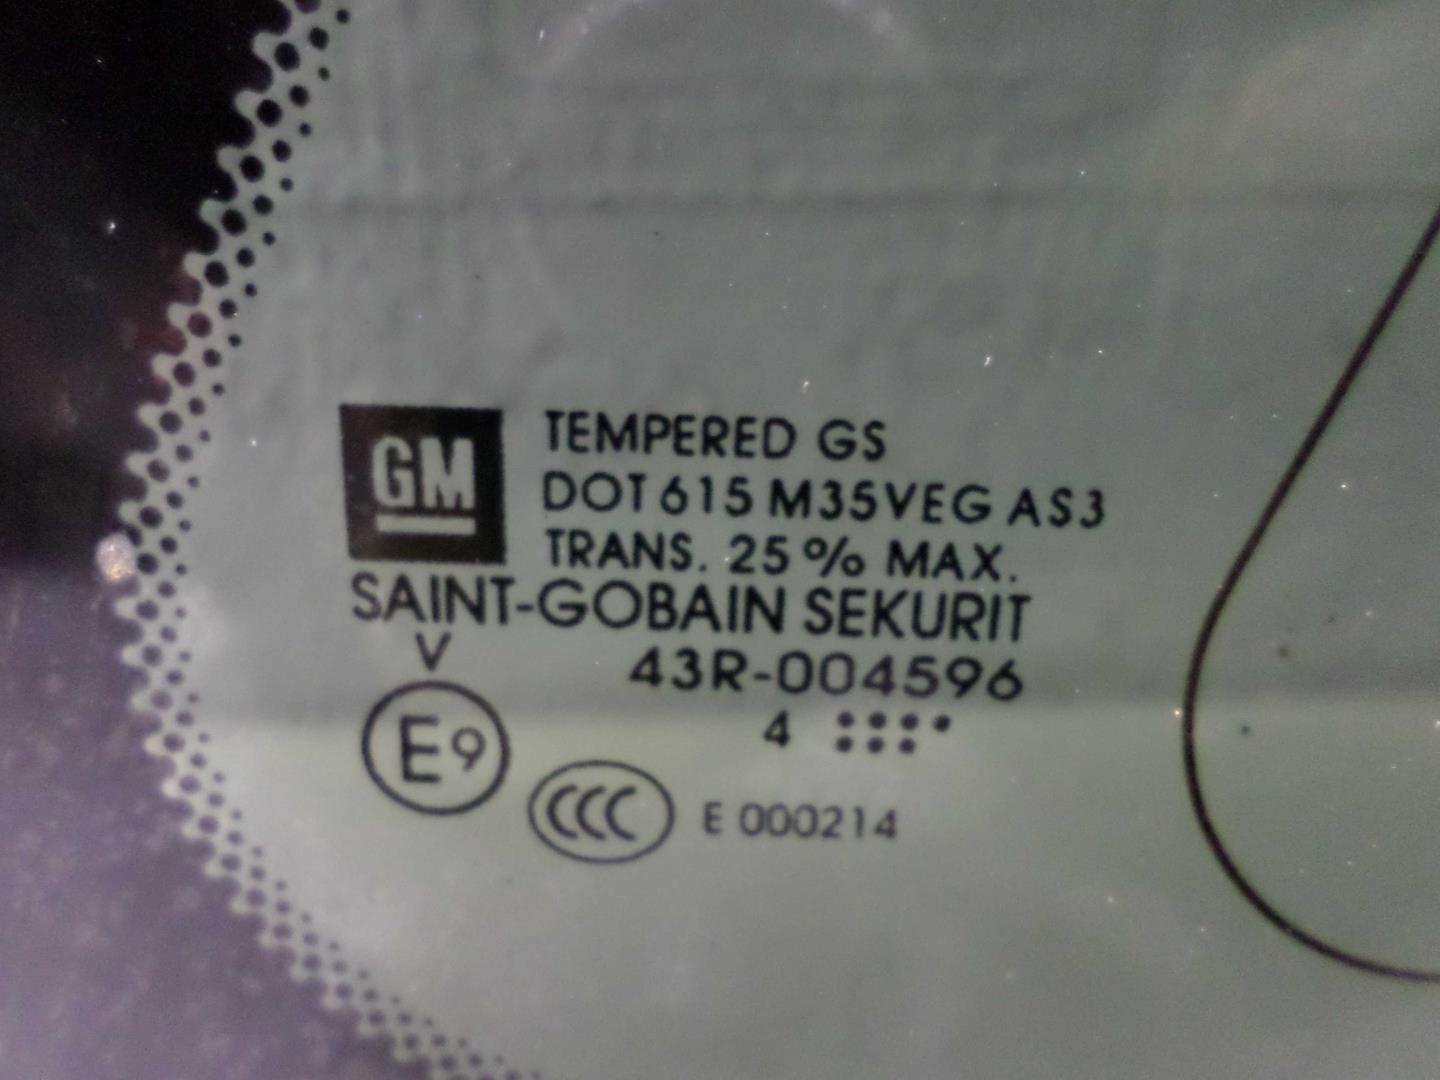 GM
TEMPERED GS
DOT 615 M35VEG AS3
TRANS. 25% MAX.
SAINT-GOBAIN SEKURIT
V
43R-004596
E9
4
CCC
E 000214